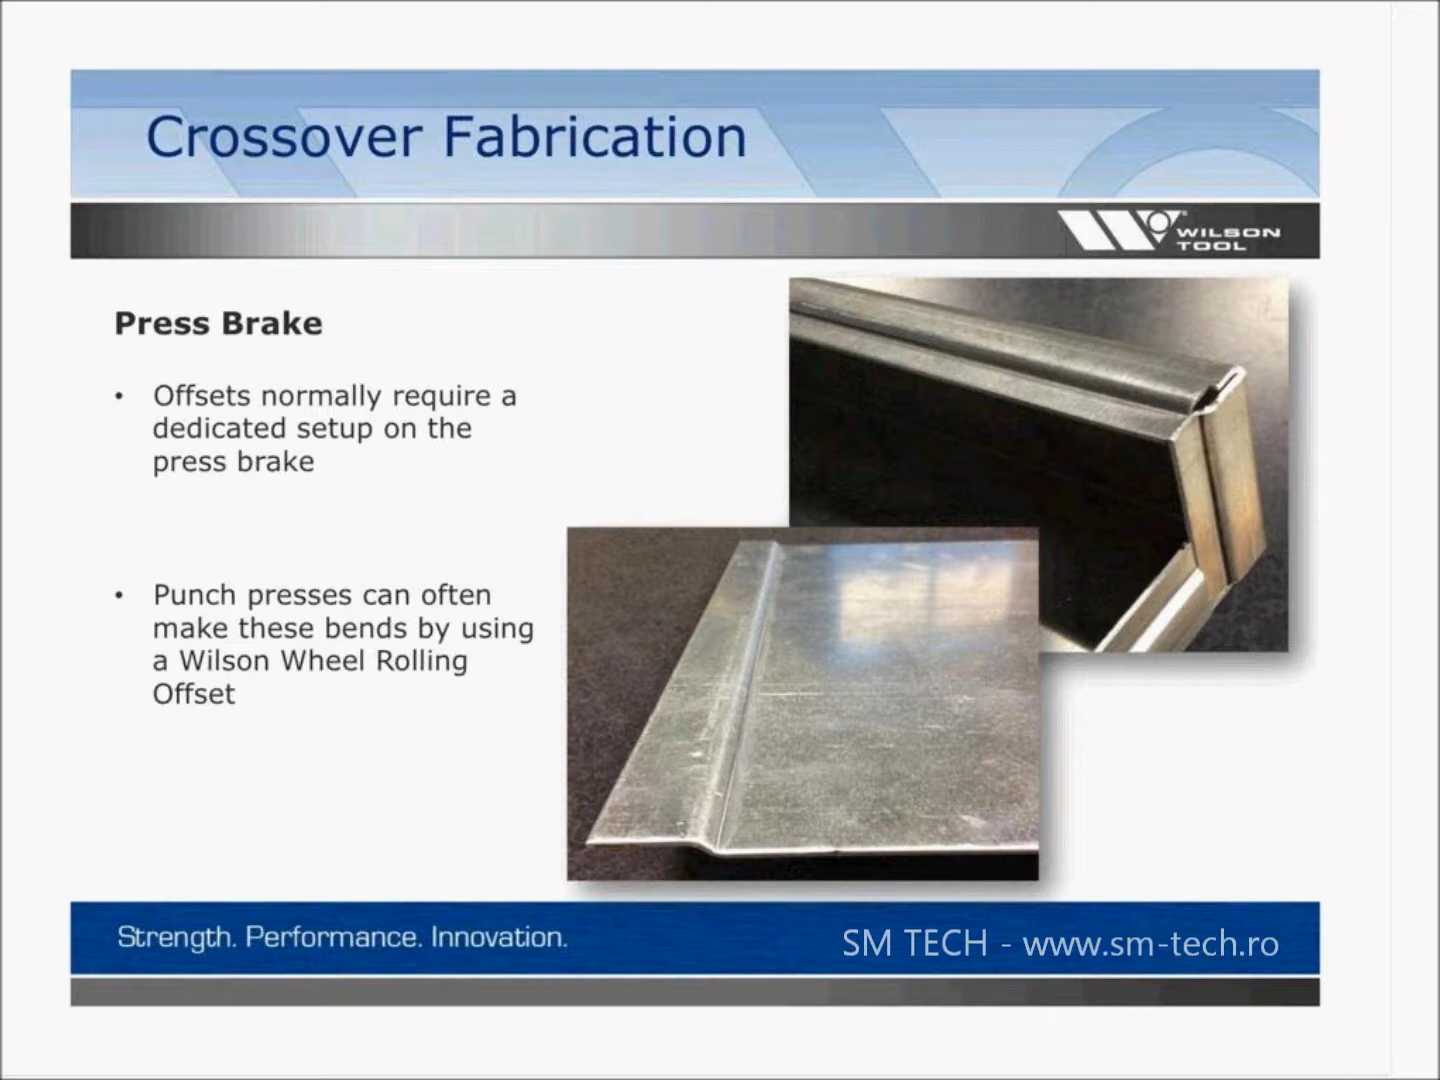 Crossover Fabrication
WILSON
TOOL
Press Brake
• Offsets normally require a
dedicated setup on the
press brake
• Punch presses can often
make these bends by using
a Wilson Wheel Rolling
Offset
Strength. Performance. Innovation.
SM TECH - www.sm-tech.ro